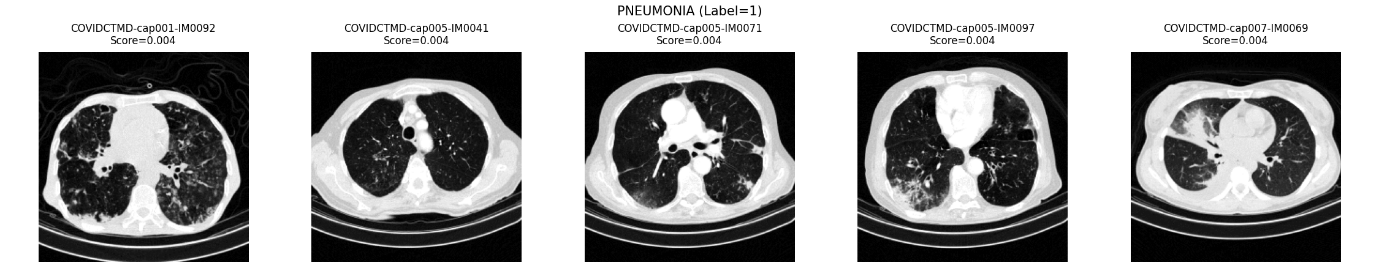 PNEUMONIA (Label=1)
COVIDCTMD-cap001-IM0092
Score=0.004
COVIDCTMD-cap005-IM0041
Score=0.004
COVIDCTMD-cap005-IM0071
Score=0.004
COVIDCTMD-cap005-IM0097
Score=0.004
COVIDCTMD-cap007-IM0069
Score=0.004